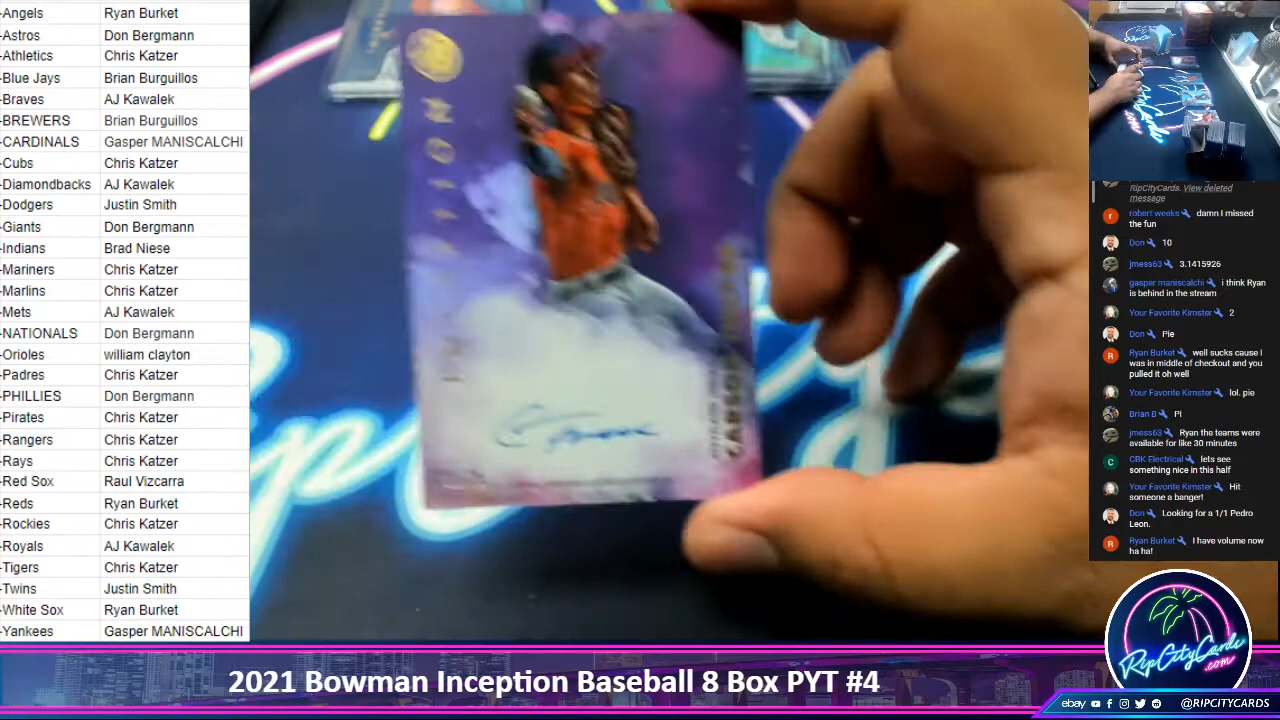 -Angels Ryan Burket
-Astros Don Bergmann
-Athletics Chris Katzer
-Blue Jays Brian Burguillos
-Braves AJ Kawalek
-BREWERS Brian Burguillos
-CARDINALS Gasper MANISCALCHI
-Cubs Chris Katzer
-Diamondbacks AJ Kawalek
-Dodgers Justin Smith
-Giants Don Bergmann
-Indians Brad Niese
-Mariners Chris Katzer
-Marlins Chris Katzer
-Mets AJ Kawalek
-NATIONALS Don Bergmann
-Orioles william clayton
-Padres Chris Katzer
-PHILLIES Don Bergmann
-Pirates Chris Katzer
-Rangers Chris Katzer
-Rays Chris Katzer
-Red Sox Raul Vizcarra
-Reds Ryan Burket
-Rockies Chris Katzer
-Royals AJ Kawalek
-Tigers Chris Katzer
-Twins Justin Smith
-White Sox Ryan Burket
-Yankees Gasper MANISCALCHI
RipCityCards. View deleted
message
robert weeks damn I missed
the fun
Don 10
jmess63 3.1415926
gasper maniscalchi i think Ryan
is behind in the stream
Your Favorite Kimster 2
Don Pie
Ryan Burket well sucks cause I
was in middle of checkout and you
pulled it oh well
Your Favorite Kimster lol. pie
Brian B Pi
jmess63 Ryan the teams were
available for like 30 minutes
CBK Electrical lets see
something nice in this half
Your Favorite Kimster Hit
someone a banger!
Don Looking for a 1/1 Pedro
Leon.
Ryan Burket I have volume now
ha ha!
RipCityCards
.com
2021 Bowman Inception Baseball 8 Box PYT #4
ebay @RIPCITYCARDS